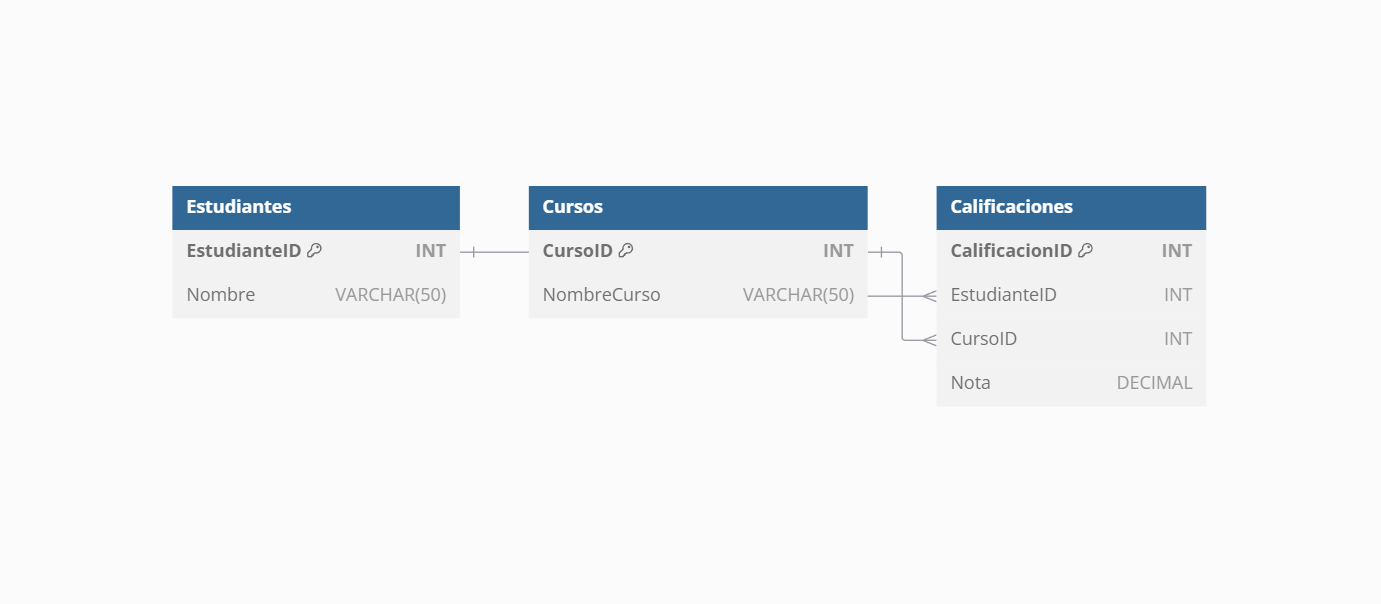 Estudiantes
EstudianteID INT
Nombre VARCHAR(50)
Cursos
CursoID INT
NombreCurso VARCHAR(50)
Calificaciones
CalificacionID INT
EstudianteID INT
CursoID INT
Nota DECIMAL